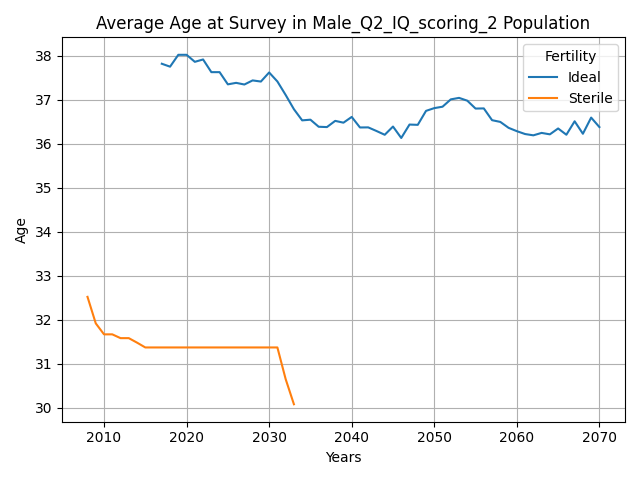 Average Age at Survey in Male_Q2_IQ_scoring_2 Population
Fertility
Ideal
Sterile
38
37
36
35
34
33
32
31
30
Age
2010 2020 2030 2040 2050 2060 2070
Years